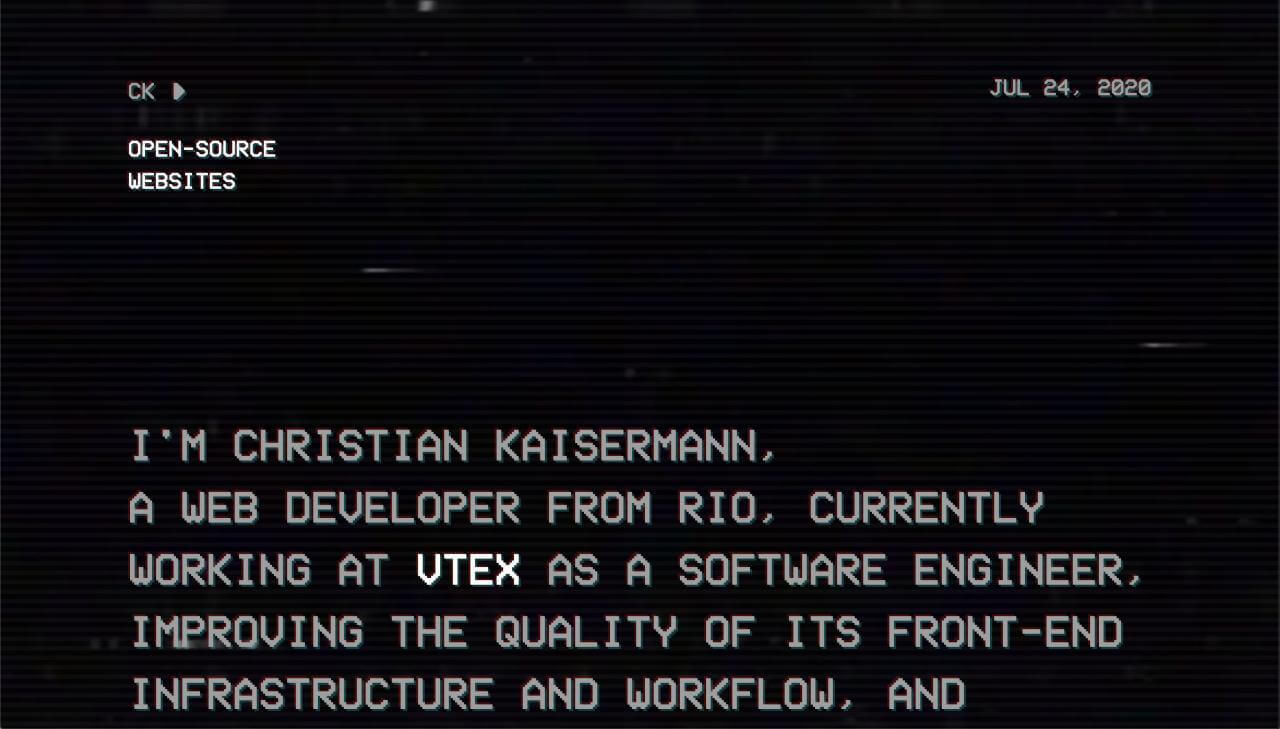 CK
JUL 24, 2020
OPEN-SOURCE
WEBSITES
I'M CHRISTIAN KAISERMANN,
A WEB DEVELOPER FROM RIO, CURRENTLY
WORKING AT VTEX AS A SOFTWARE ENGINEER,
IMPROVING THE QUALITY OF ITS FRONT-END
INFRASTRUCTURE AND WORKFLOW, AND